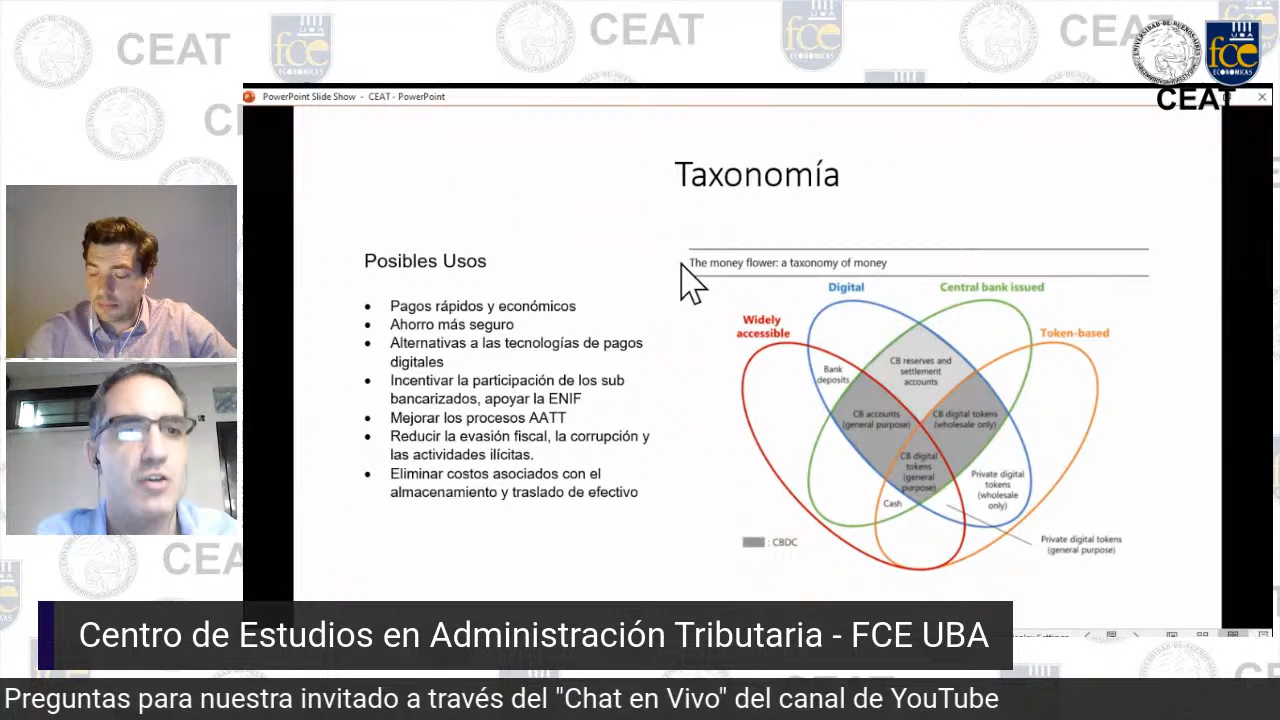 CEAT
CEAT
CEAT
UBA
fce
ECONOMICAS
CEAT
PowerPoint Slide Show - CEAT - PowerPoint
Taxonomía
Posibles Usos
• Pagos rápidos y económicos
• Ahorro más seguro
• Alternativas a las tecnologías de pagos
digitales
• Incentivar la participación de los sub
bancarizados, apoyar la ENIF
• Mejorar los procesos AATT
• Reducir la evasión fiscal, la corrupción y
las actividades ilícitas.
• Eliminar costos asociados con el
almacenamiento y traslado de efectivo
The money flower: a taxonomy of money
Digital
Central bank issued
Widely
accessible
Token-based
Bank
deposits
CB reserves and
settlement
accounts
CB accounts
(general purpose)
CB digital tokens
(wholesale only)
CB digital
tokens
(general
purpose)
Private digital
tokens
(wholesale
only)
Cash
Private digital tokens
(general purpose)
: CBDC
Centro de Estudios en Administración Tributaria - FCE UBA
Preguntas para nuestra invitado a través del "Chat en Vivo" del canal de YouTube